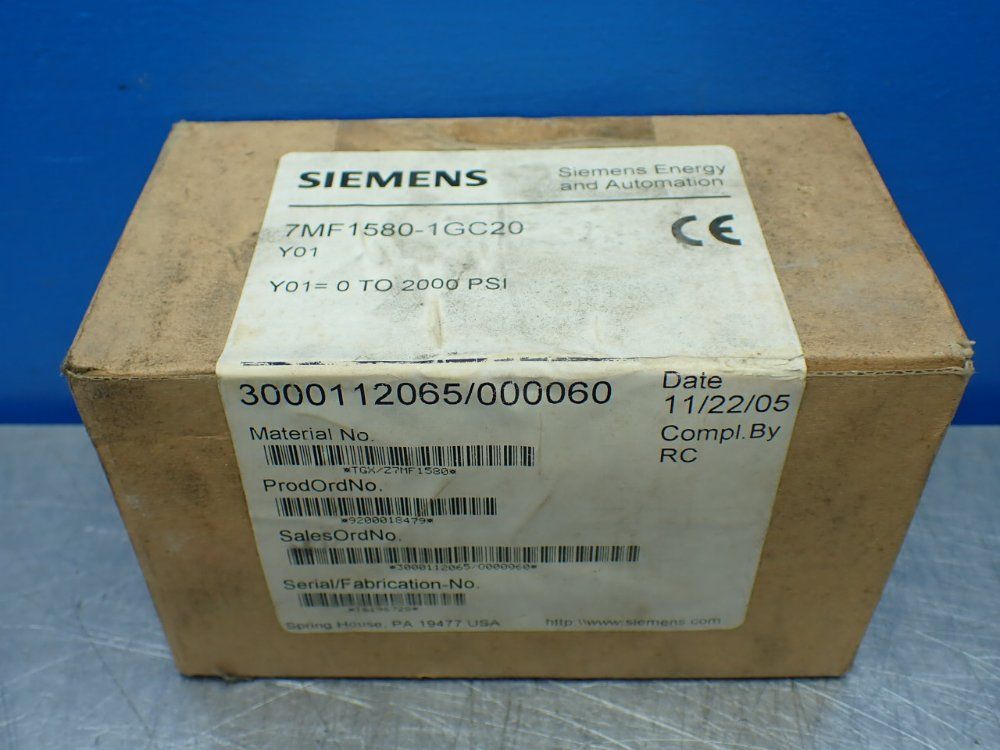 SIEMENS
Siemens Energy
and Automation
7MF1580-1GC20
Y01
CE
Y01= 0 TO 2000 PSI
3000112065/000060
Date
11/22/05
Compl.By
RC
Material No.
*TGX/Z7MF1580*
ProdOrdNo.
*9200018479*
SalesOrdNo.
*3000112065/0000060*
Serial/Fabrication-No.
Spring House, PA 19477 USA
http:\\www.siemens.com